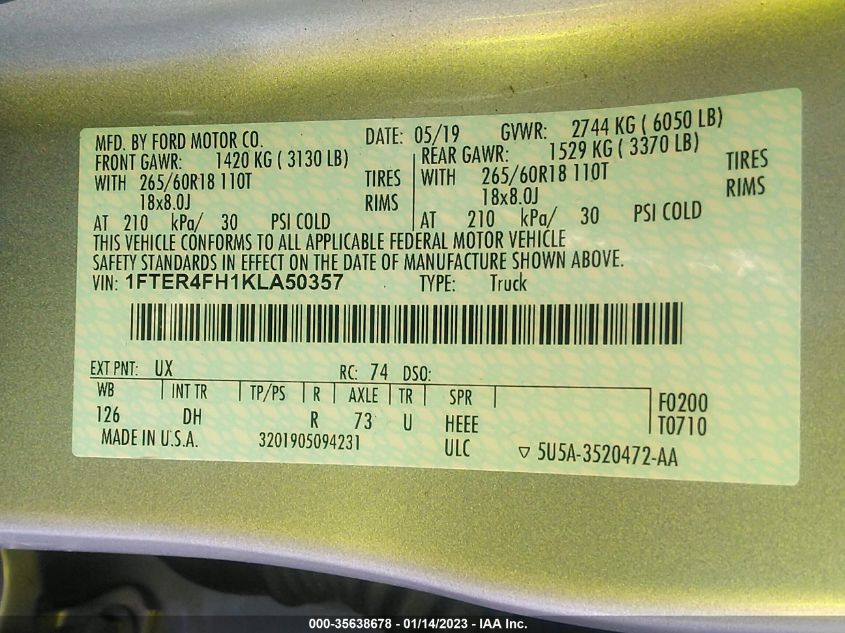 MFD. BY FORD MOTOR CO. DATE: 05/19 GVWR: 2744 KG ( 6050 LB)
FRONT GAWR: 1420 KG ( 3130 LB) REAR GAWR: 1529 KG ( 3370 LB)
WITH 265/60R18 110T TIRES WITH 265/60R18 110T TIRES
18x8.0J RIMS 18x8.0J RIMS
AT 210 kPa/ 30 PSI COLD AT 210 kPa/ 30 PSI COLD
THIS VEHICLE CONFORMS TO ALL APPLICABLE FEDERAL MOTOR VEHICLE
SAFETY STANDARDS IN EFFECT ON THE DATE OF MANUFACTURE SHOWN ABOVE.
VIN: 1FTER4FH1KLA50357 TYPE: Truck
EXT PNT: UX RC: 74 DSO:
WB INT TR TP/PS R AXLE TR SPR F0200
126 DH R 73 U HEEE T0710
MADE IN U.S.A. 3201905094231 ULC ▽ 5U5A-3520472-AA
000-35638678 - 01/14/2023 - IAA Inc.